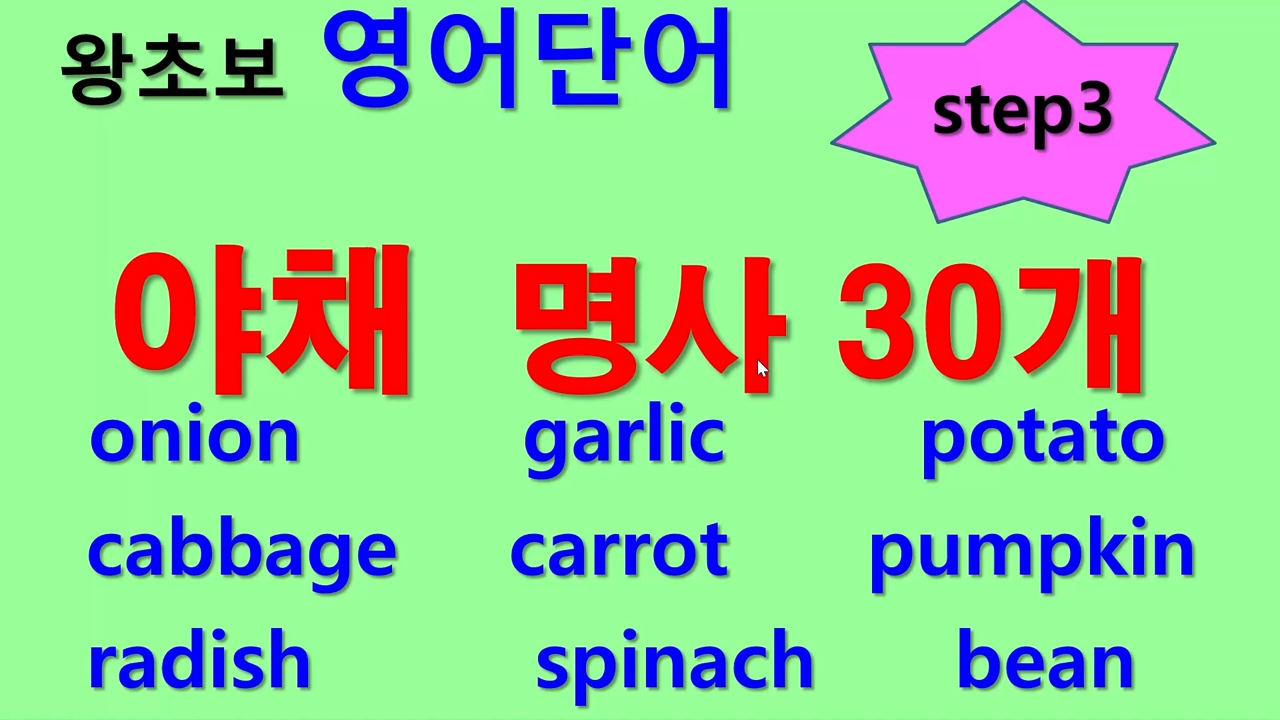 왕초보 영어단어
step3
야채 명사 30개
onion garlic potato
cabbage carrot pumpkin
radish spinach bean